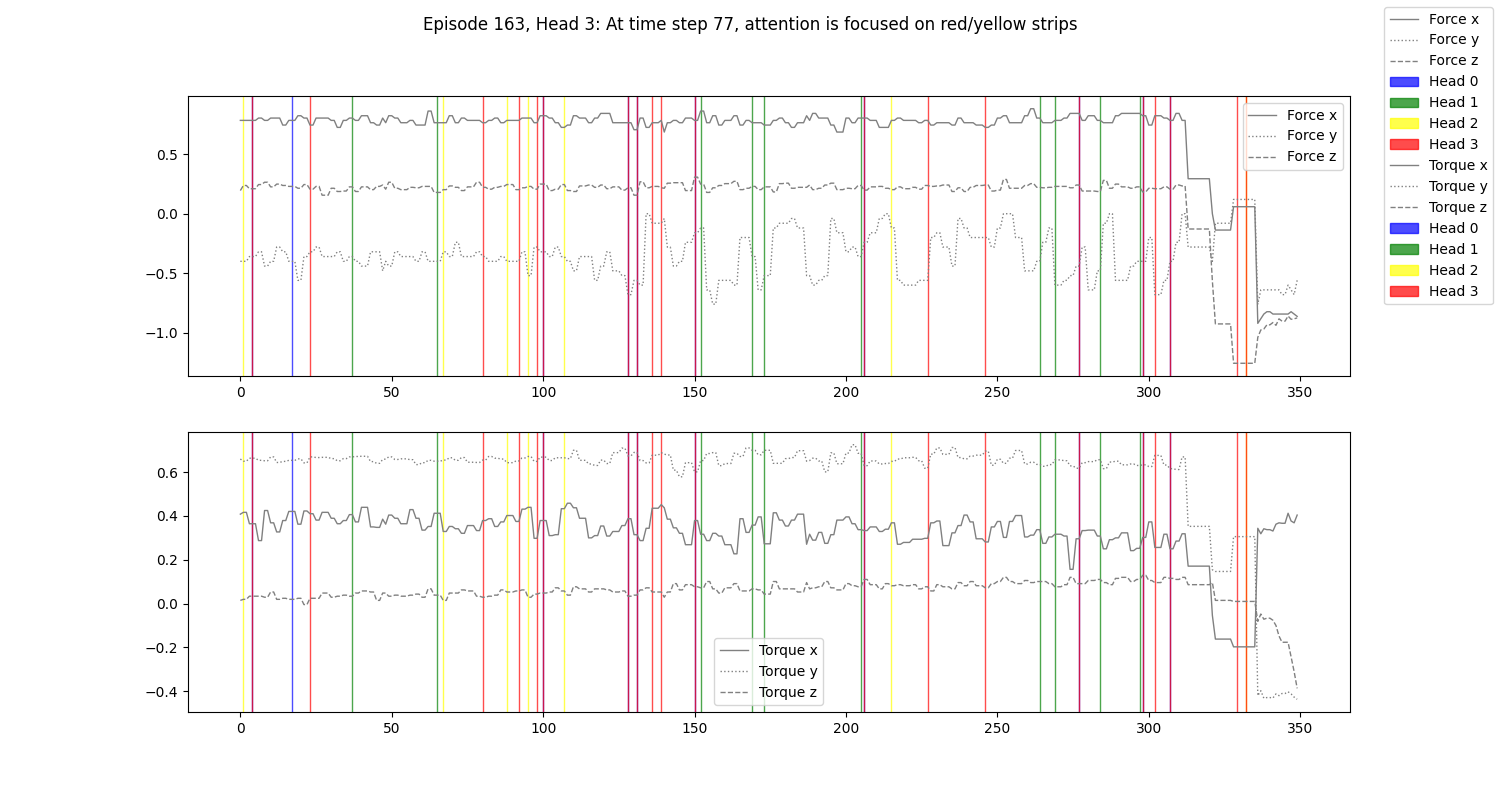 Episode 163, Head 3: At time step 77, attention is focused on red/yellow strips
Force x
Force y
Force z
Head 0
Head 1
Head 2
Head 3
Torque x
Torque y
Torque z
Head 0
Head 1
Head 2
Head 3
Force x
Force y
Force z
0.5
0.0
−0.5
−1.0
0 50 100 150 200 250 300 350
0.6
0.4
0.2
0.0
−0.2
−0.4
Torque x
Torque y
Torque z
0 50 100 150 200 250 300 350